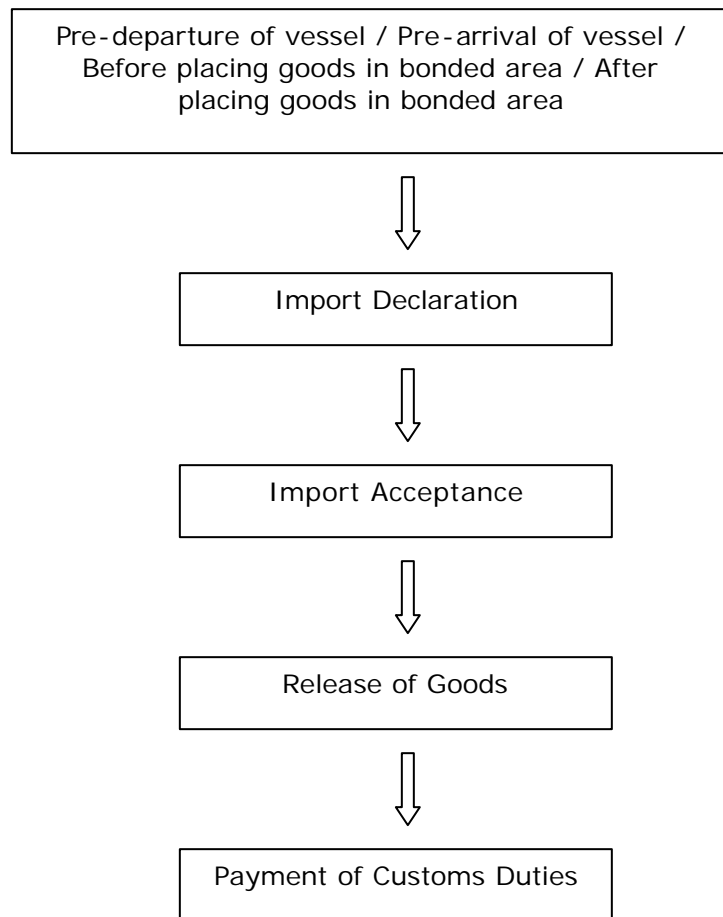 Pre-departure of vessel / Pre-arrival of vessel /
Before placing goods in bonded area / After
placing goods in bonded area
Import Declaration
Import Acceptance
Release of Goods
Payment of Customs Duties